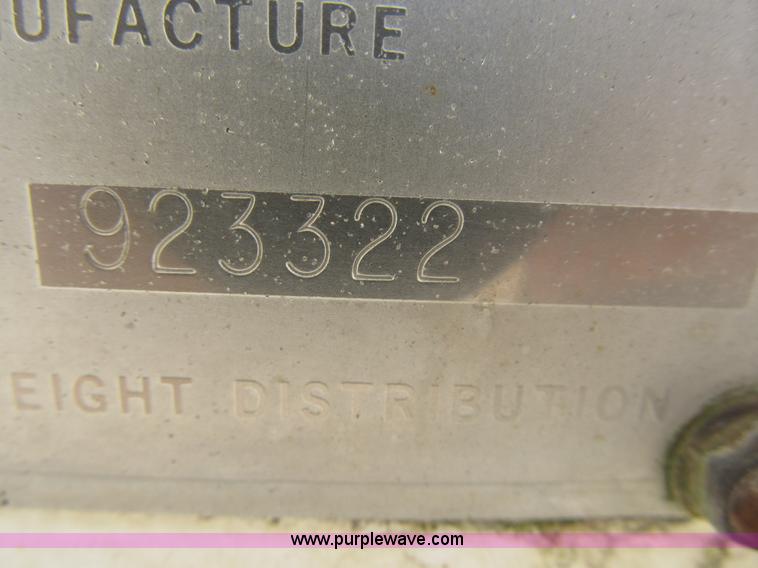 UFACTURE
923322
EIGHT DISTRIBUTION
www.purplewave.com